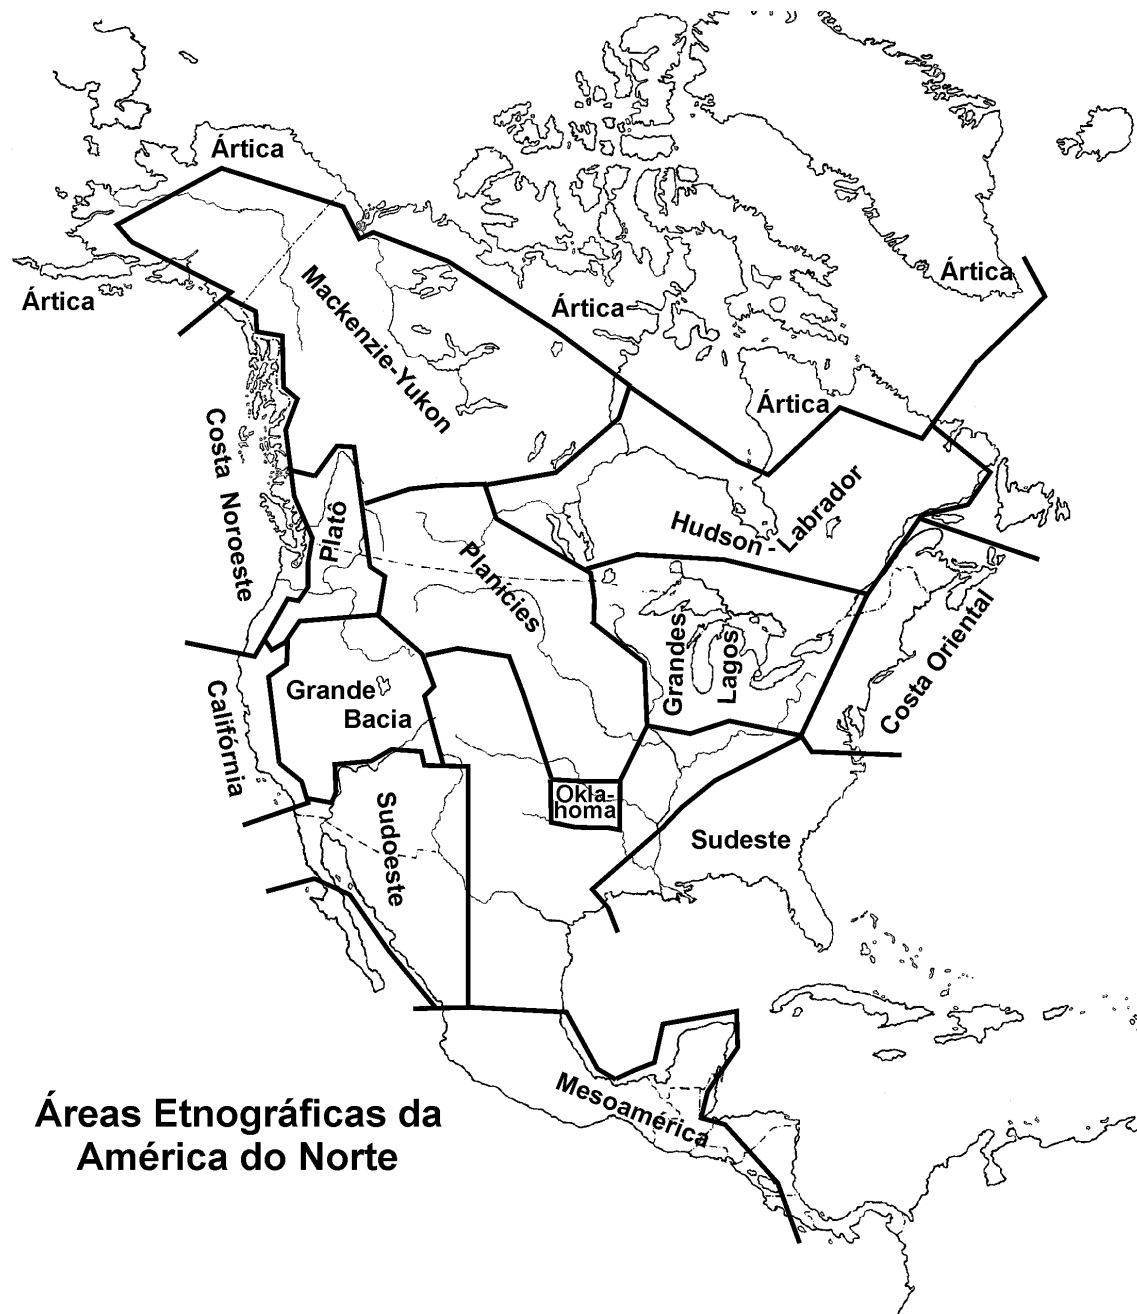 Ártica
Ártica
Ártica
Ártica
Ártica
Mackenzie-Yukon
Costa Noroeste
Platô
Planícies
Hudson - Labrador
Grandes
Lagos
Costa Oriental
Grande
Bacia
Califórnia
Sudoeste
Okla-
homa
Sudeste
Mesoamérica
Áreas Etnográficas da
América do Norte